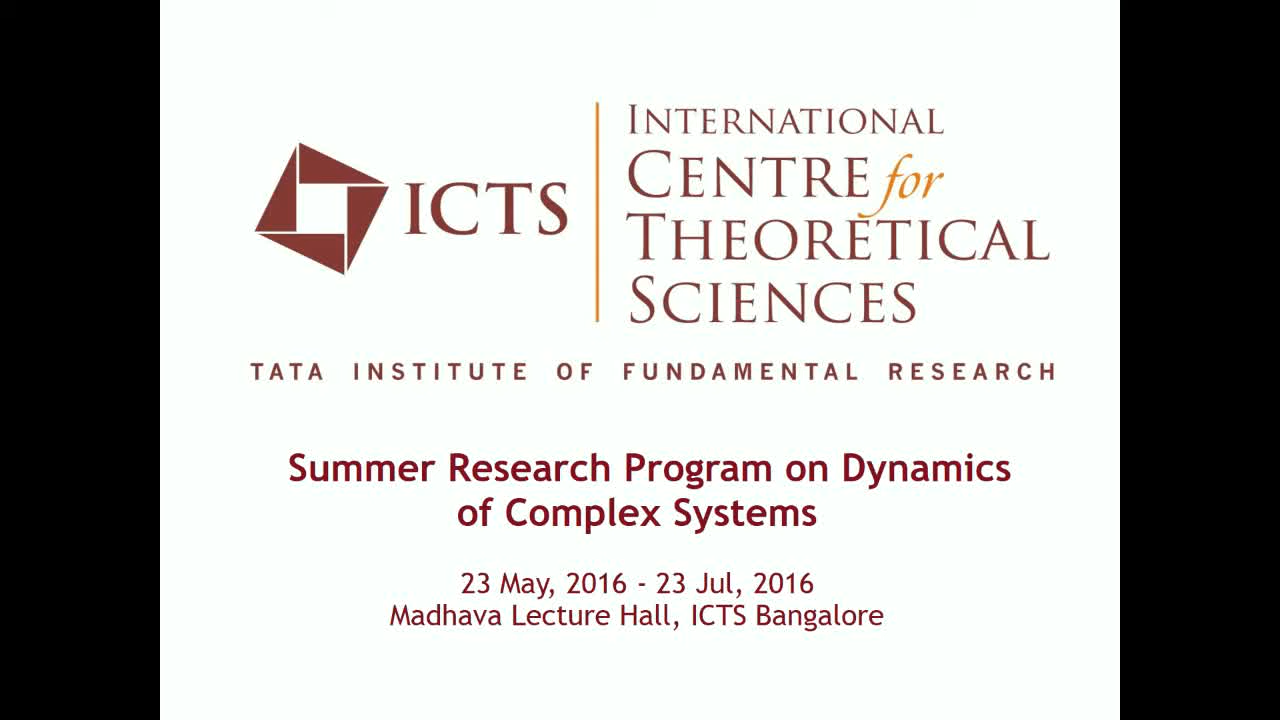 ICTS
INTERNATIONAL
CENTRE for
THEORETICAL
SCIENCES
TATA INSTITUTE OF FUNDAMENTAL RESEARCH
Summer Research Program on Dynamics
of Complex Systems
23 May, 2016 - 23 Jul, 2016
Madhava Lecture Hall, ICTS Bangalore